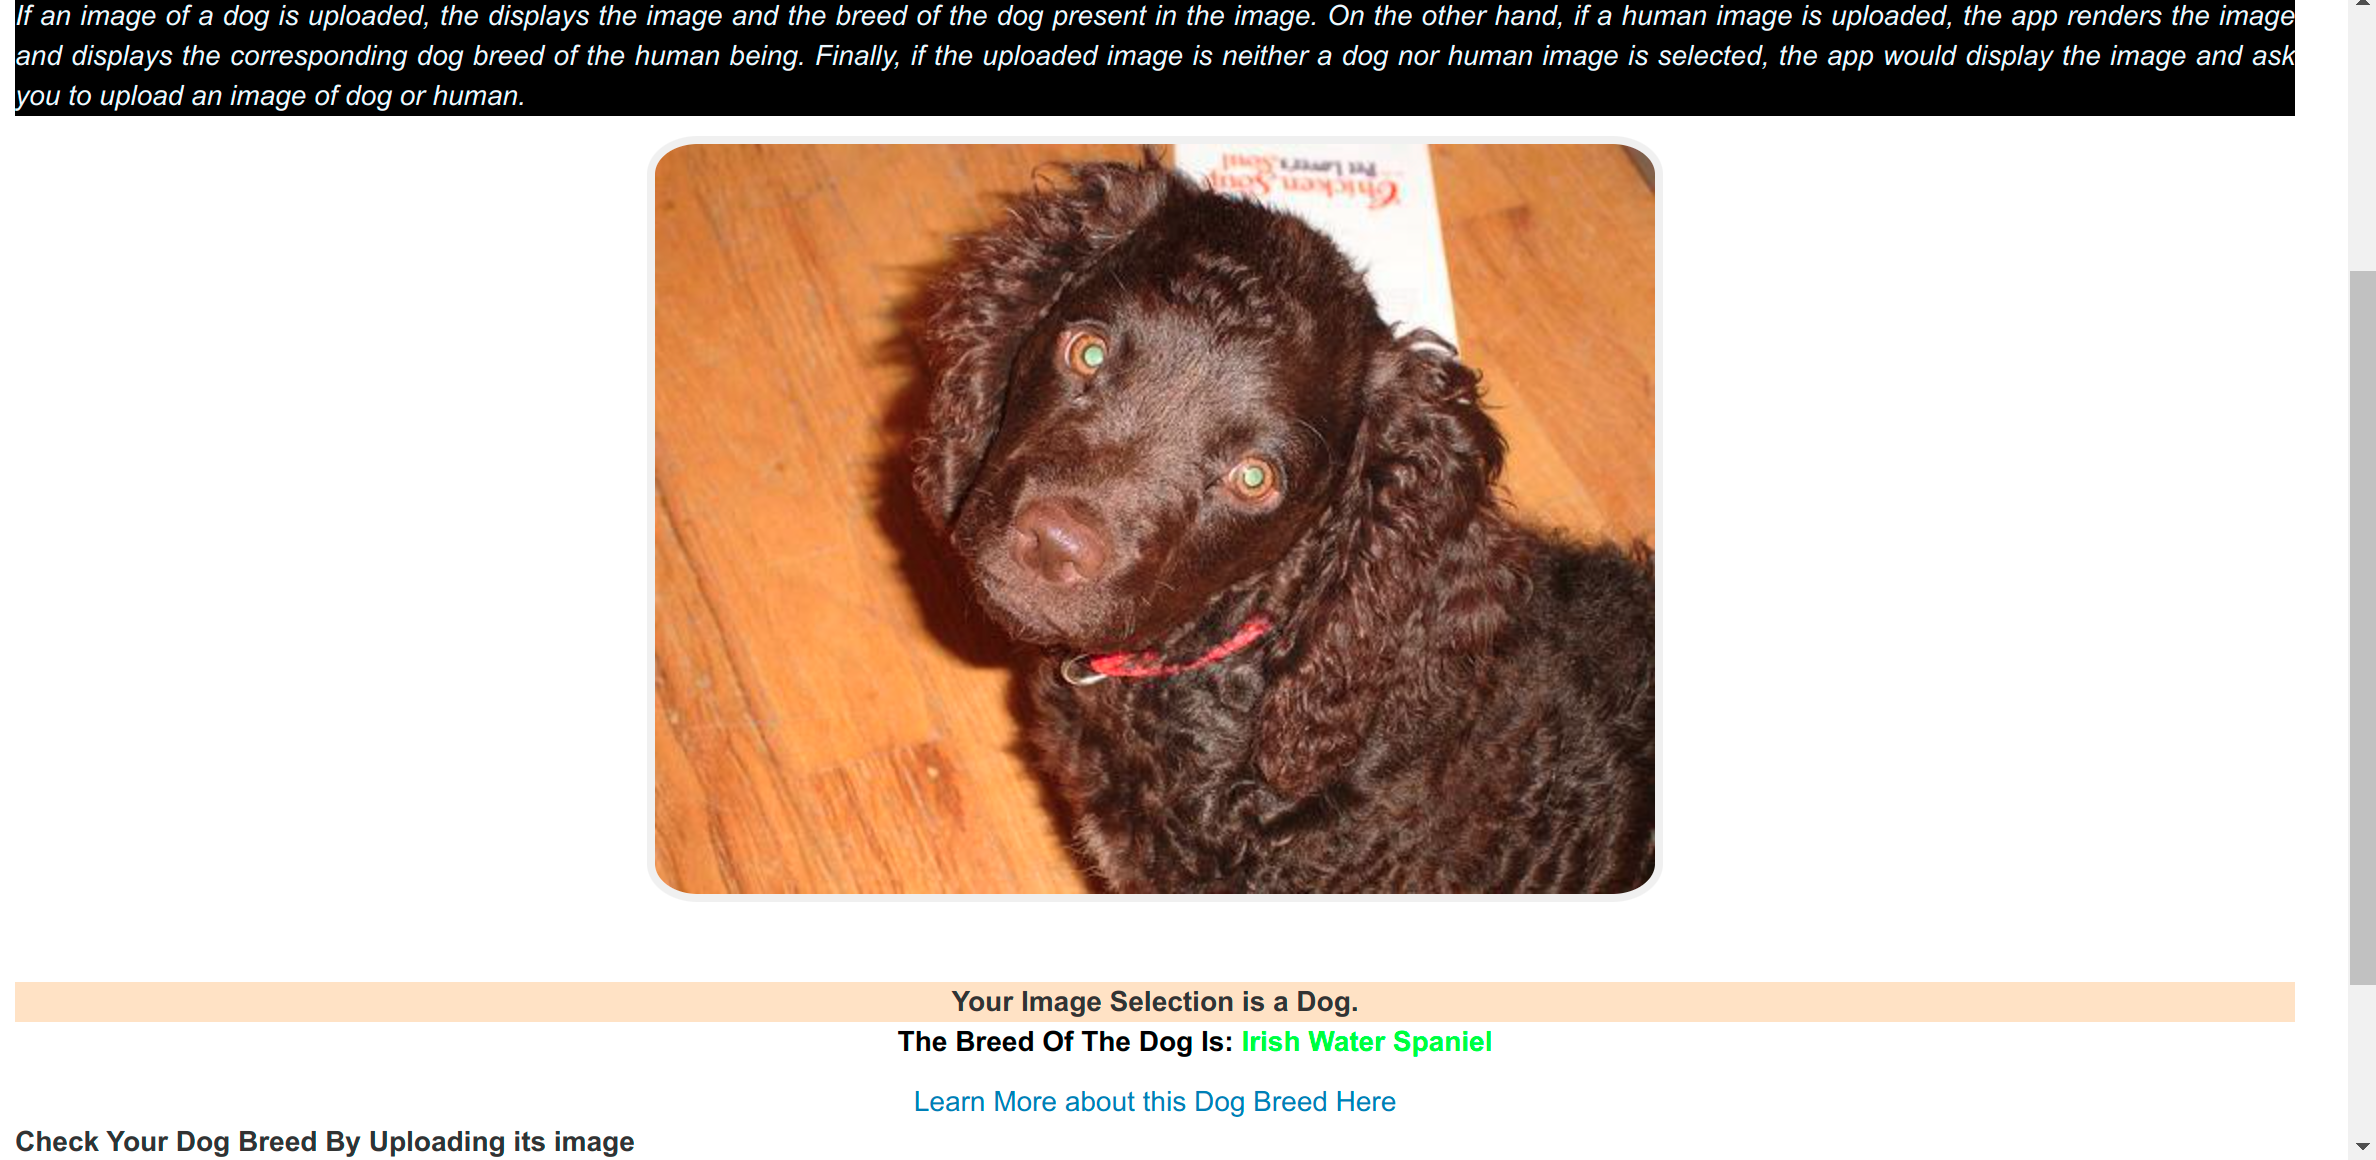 If an image of a dog is uploaded, the displays the image and the breed of the dog present in the image. On the other hand, if a human image is uploaded, the app renders the image
and displays the corresponding dog breed of the human being. Finally, if the uploaded image is neither a dog nor human image is selected, the app would display the image and ask
you to upload an image of dog or human.
Chicken Soup
Pet Lover's Soul
Your Image Selection is a Dog.
The Breed Of The Dog Is: Irish Water Spaniel
Learn More about this Dog Breed Here
Check Your Dog Breed By Uploading its image